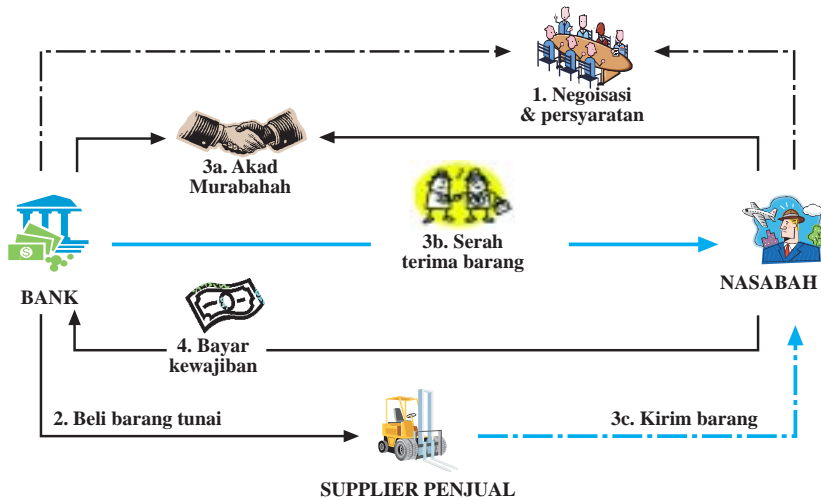 1. Negoisasi
& persyaratan
3a. Akad
Murabahah
3b. Serah
terima barang
BANK
NASABAH
4. Bayar
kewajiban
2. Beli barang tunai
3c. Kirim barang
SUPPLIER PENJUAL